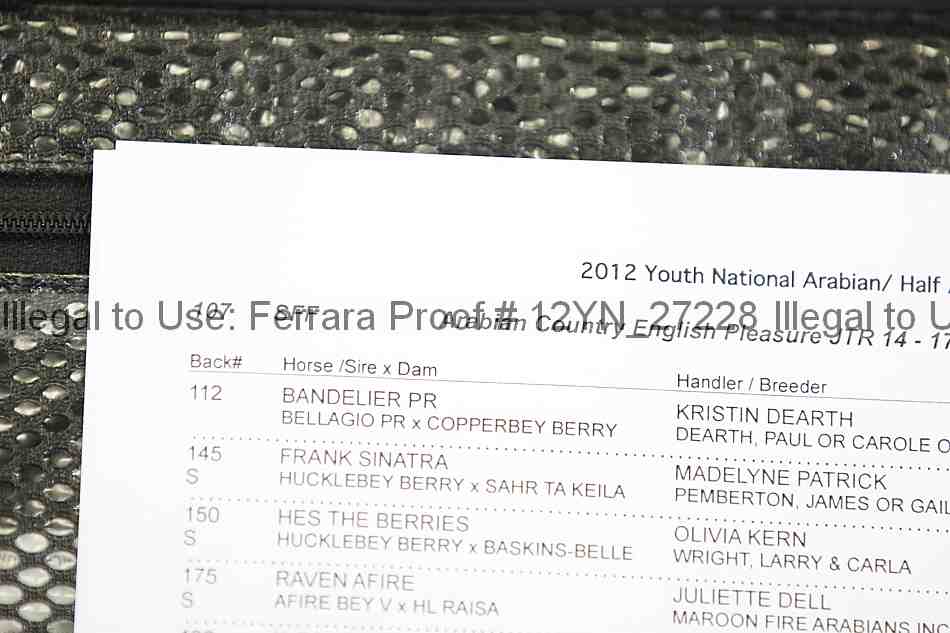 2012 Youth National Arabian/ Half
Illegal to Use: Ferrara Proof # 12YN_27228 Illegal to U
107: SFF Arabian Country English Pleasure JTR 14 - 17
Back# Horse /Sire x Dam Handler / Breeder
112 BANDELIER PR KRISTIN DEARTH
BELLAGIO PR x COPPERBEY BERRY DEARTH, PAUL OR CAROLE O
145 FRANK SINATRA MADELYNE PATRICK
S HUCKLEBEY BERRY x SAHR TA KEILA PEMBERTON, JAMES OR GAIL
150 HES THE BERRIES OLIVIA KERN
S HUCKLEBEY BERRY x BASKINS-BELLE WRIGHT, LARRY & CARLA
175 RAVEN AFIRE JULIETTE DELL
S AFIRE BEY V x HL RAISA MAROON FIRE ARABIANS INC